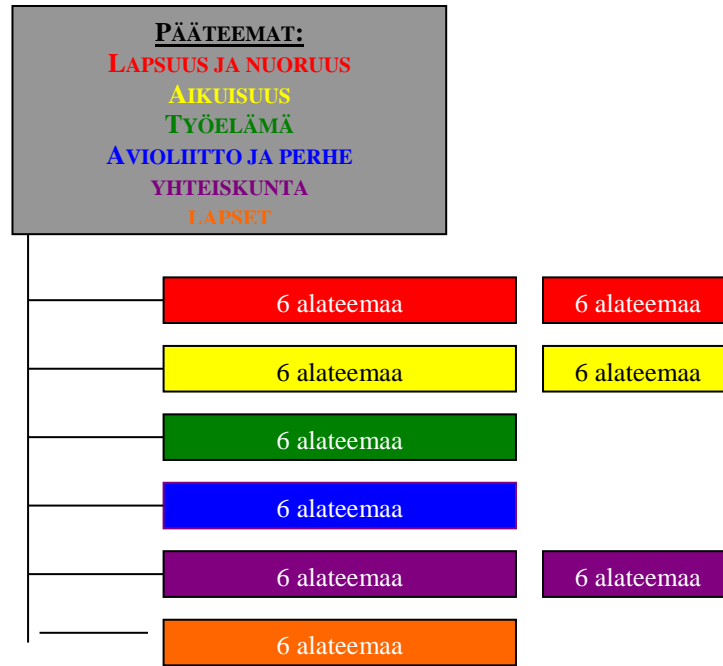 PÄÄTEEMAT:
LAPSUUS JA NUORUUS
AIKUISUUS
TYÖELÄMÄ
AVIOLIITTO JA PERHE
YHTEISKUNTA
LAPSET
6 alateemaa 6 alateemaa
6 alateemaa 6 alateemaa
6 alateemaa
6 alateemaa
6 alateemaa 6 alateemaa
6 alateemaa